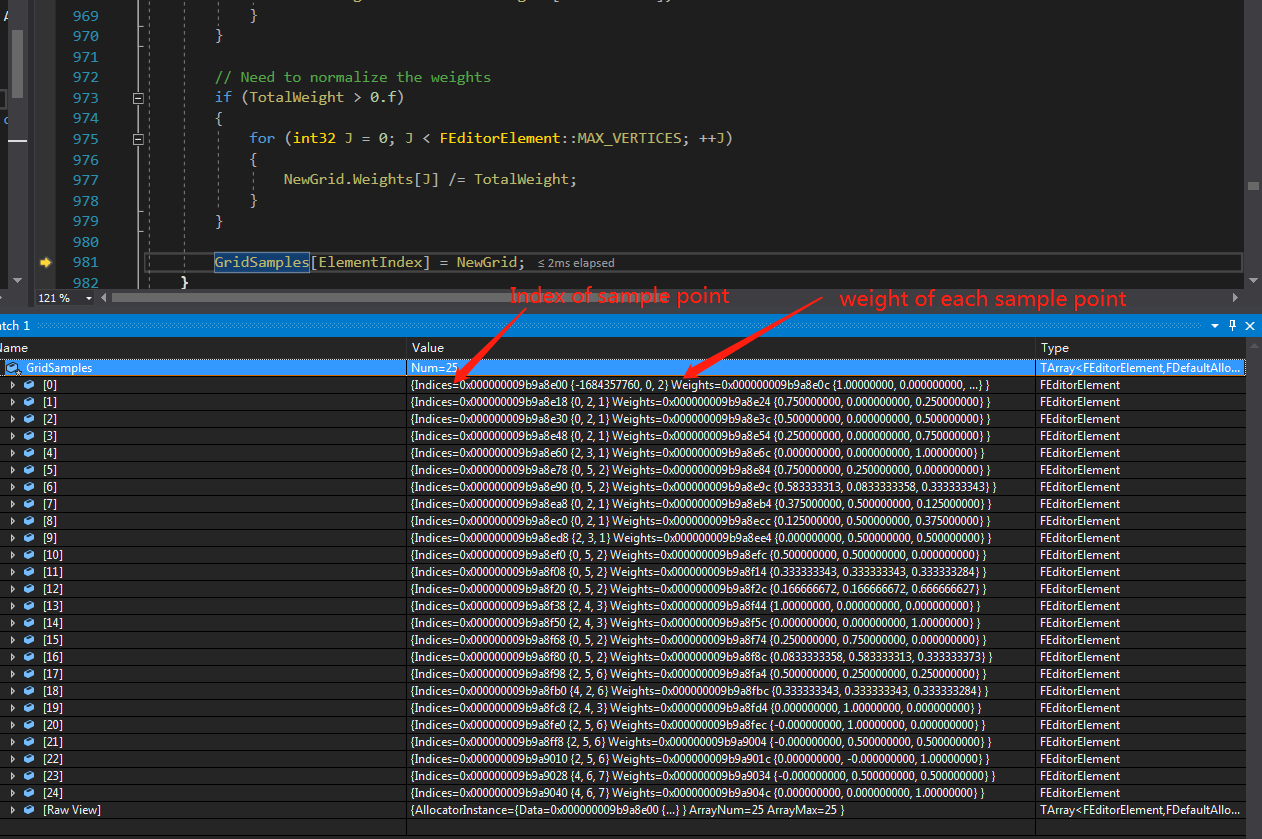 969 }
970 }
971
972 // Need to normalize the weights
973 if (TotalWeight > 0.f)
974 {
975 for (int32 J = 0; J < FEditorElement::MAX_VERTICES; ++J)
976 {
977 NewGrid.Weights[J] /= TotalWeight;
978 }
979 }
980
981 GridSamples[ElementIndex] = NewGrid; ≤ 2ms elapsed
982 }
121 %
Index of sample point
weight of each sample point
atch 1
Name Value Type
GridSamples Num=25 TArray<FEditorElement,FDefaultAllo...
[0] {Indices=0x000000009b9a8e00 {-1684357760, 0, 2} Weights=0x000000009b9a8e0c {1.00000000, 0.000000000, ...} } FEditorElement
[1] {Indices=0x000000009b9a8e18 {0, 2, 1} Weights=0x000000009b9a8e24 {0.750000000, 0.000000000, 0.250000000} } FEditorElement
[2] {Indices=0x000000009b9a8e30 {0, 2, 1} Weights=0x000000009b9a8e3c {0.500000000, 0.000000000, 0.500000000} } FEditorElement
[3] {Indices=0x000000009b9a8e48 {0, 2, 1} Weights=0x000000009b9a8e54 {0.250000000, 0.000000000, 0.750000000} } FEditorElement
[4] {Indices=0x000000009b9a8e60 {2, 3, 1} Weights=0x000000009b9a8e6c {0.000000000, 0.000000000, 1.00000000} } FEditorElement
[5] {Indices=0x000000009b9a8e78 {0, 5, 2} Weights=0x000000009b9a8e84 {0.750000000, 0.250000000, 0.000000000} } FEditorElement
[6] {Indices=0x000000009b9a8e90 {0, 5, 2} Weights=0x000000009b9a8e9c {0.583333313, 0.0833333358, 0.333333343} } FEditorElement
[7] {Indices=0x000000009b9a8ea8 {0, 2, 1} Weights=0x000000009b9a8eb4 {0.375000000, 0.500000000, 0.125000000} } FEditorElement
[8] {Indices=0x000000009b9a8ec0 {0, 2, 1} Weights=0x000000009b9a8ecc {0.125000000, 0.500000000, 0.375000000} } FEditorElement
[9] {Indices=0x000000009b9a8ed8 {2, 3, 1} Weights=0x000000009b9a8ee4 {0.000000000, 0.500000000, 0.500000000} } FEditorElement
[10] {Indices=0x000000009b9a8ef0 {0, 5, 2} Weights=0x000000009b9a8efc {0.500000000, 0.500000000, 0.000000000} } FEditorElement
[11] {Indices=0x000000009b9a8f08 {0, 5, 2} Weights=0x000000009b9a8f14 {0.333333343, 0.333333343, 0.333333284} } FEditorElement
[12] {Indices=0x000000009b9a8f20 {0, 5, 2} Weights=0x000000009b9a8f2c {0.166666672, 0.166666672, 0.666666627} } FEditorElement
[13] {Indices=0x000000009b9a8f38 {2, 4, 3} Weights=0x000000009b9a8f44 {1.00000000, 0.000000000, 0.000000000} } FEditorElement
[14] {Indices=0x000000009b9a8f50 {2, 4, 3} Weights=0x000000009b9a8f5c {0.000000000, 0.000000000, 1.00000000} } FEditorElement
[15] {Indices=0x000000009b9a8f68 {0, 5, 2} Weights=0x000000009b9a8f74 {0.250000000, 0.750000000, 0.000000000} } FEditorElement
[16] {Indices=0x000000009b9a8f80 {0, 5, 2} Weights=0x000000009b9a8f8c {0.0833333358, 0.583333313, 0.333333373} } FEditorElement
[17] {Indices=0x000000009b9a8f98 {2, 5, 6} Weights=0x000000009b9a8fa4 {0.500000000, 0.250000000, 0.250000000} } FEditorElement
[18] {Indices=0x000000009b9a8fb0 {4, 2, 6} Weights=0x000000009b9a8fbc {0.333333343, 0.333333343, 0.333333284} } FEditorElement
[19] {Indices=0x000000009b9a8fc8 {2, 4, 3} Weights=0x000000009b9a8fd4 {0.000000000, 1.00000000, 0.000000000} } FEditorElement
[20] {Indices=0x000000009b9a8fe0 {2, 5, 6} Weights=0x000000009b9a8fec {-0.000000000, 1.00000000, 0.000000000} } FEditorElement
[21] {Indices=0x000000009b9a8ff8 {2, 5, 6} Weights=0x000000009b9a9004 {-0.000000000, 0.500000000, 0.500000000} } FEditorElement
[22] {Indices=0x000000009b9a9010 {2, 5, 6} Weights=0x000000009b9a901c {0.000000000, -0.000000000, 1.00000000} } FEditorElement
[23] {Indices=0x000000009b9a9028 {4, 6, 7} Weights=0x000000009b9a9034 {-0.000000000, 0.500000000, 0.500000000} } FEditorElement
[24] {Indices=0x000000009b9a9040 {4, 6, 7} Weights=0x000000009b9a904c {0.000000000, 0.000000000, 1.00000000} } FEditorElement
[Raw View] {AllocatorInstance={Data=0x000000009b9a8e00 {...} } ArrayNum=25 ArrayMax=25 } TArray<FEditorElement,FDefaultAllo...